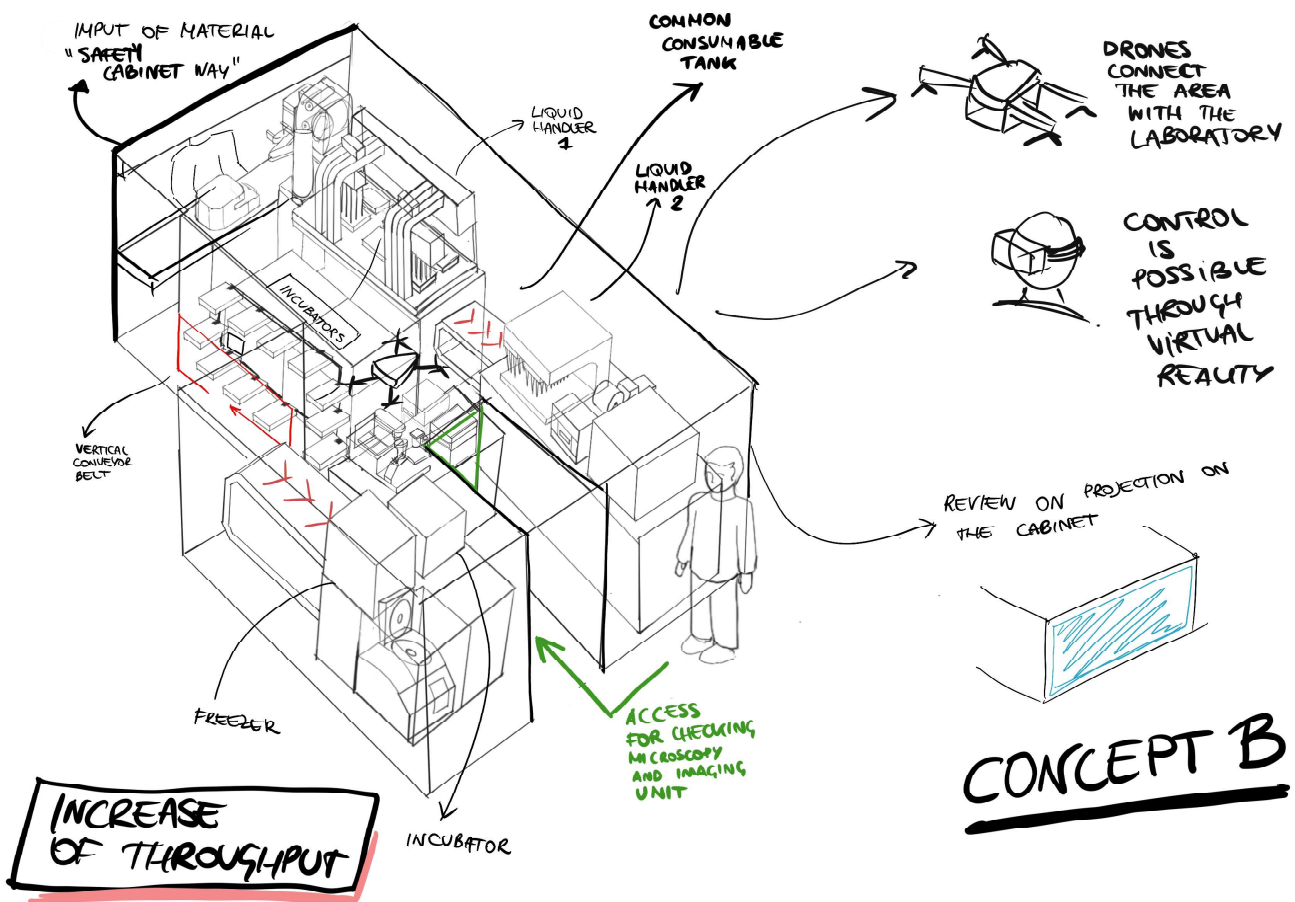 IMPUT OF MATERIAL
"SAFETY
CABINET WAY"
LIQUID
HANDLER
1
COMMON
CONSUMABLE
TANK
LIQUID
HANDLER
2
DRONES
CONNECT
THE AREA
WITH THE
LABORATORY
CONTROL
IS
POSSIBLE
THROUGH
VIRTUAL
REALITY
INCUBATORS
VERTICAL
CONVEYOR
BELT
REVIEW ON PROJECTION ON
THE CABINET
FREEZER
ACCESS
FOR CHECKING
MICROSCOPY
AND IMAGING
UNIT
INCUBATOR
CONCEPT B
INCREASE
OF THROUGHPUT